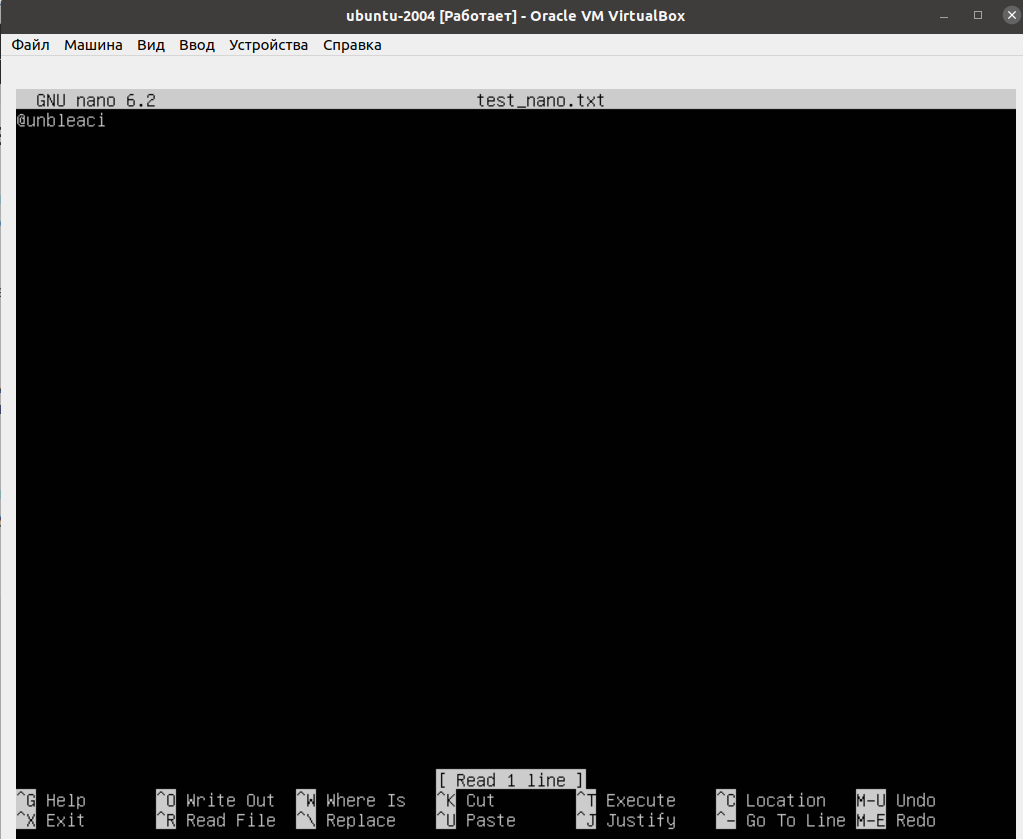 ubuntu-2004 [Работает] - Oracle VM VirtualBox
Файл Машина Вид Ввод Устройства Справка
GNU nano 6.2 test_nano.txt
@unbleaci
[ Read 1 line ]
^G Help ^O Write Out ^W Where Is ^K Cut ^T Execute ^C Location M-U Undo
^X Exit ^R Read File ^\ Replace ^U Paste ^J Justify ^- Go To Line M-E Redo